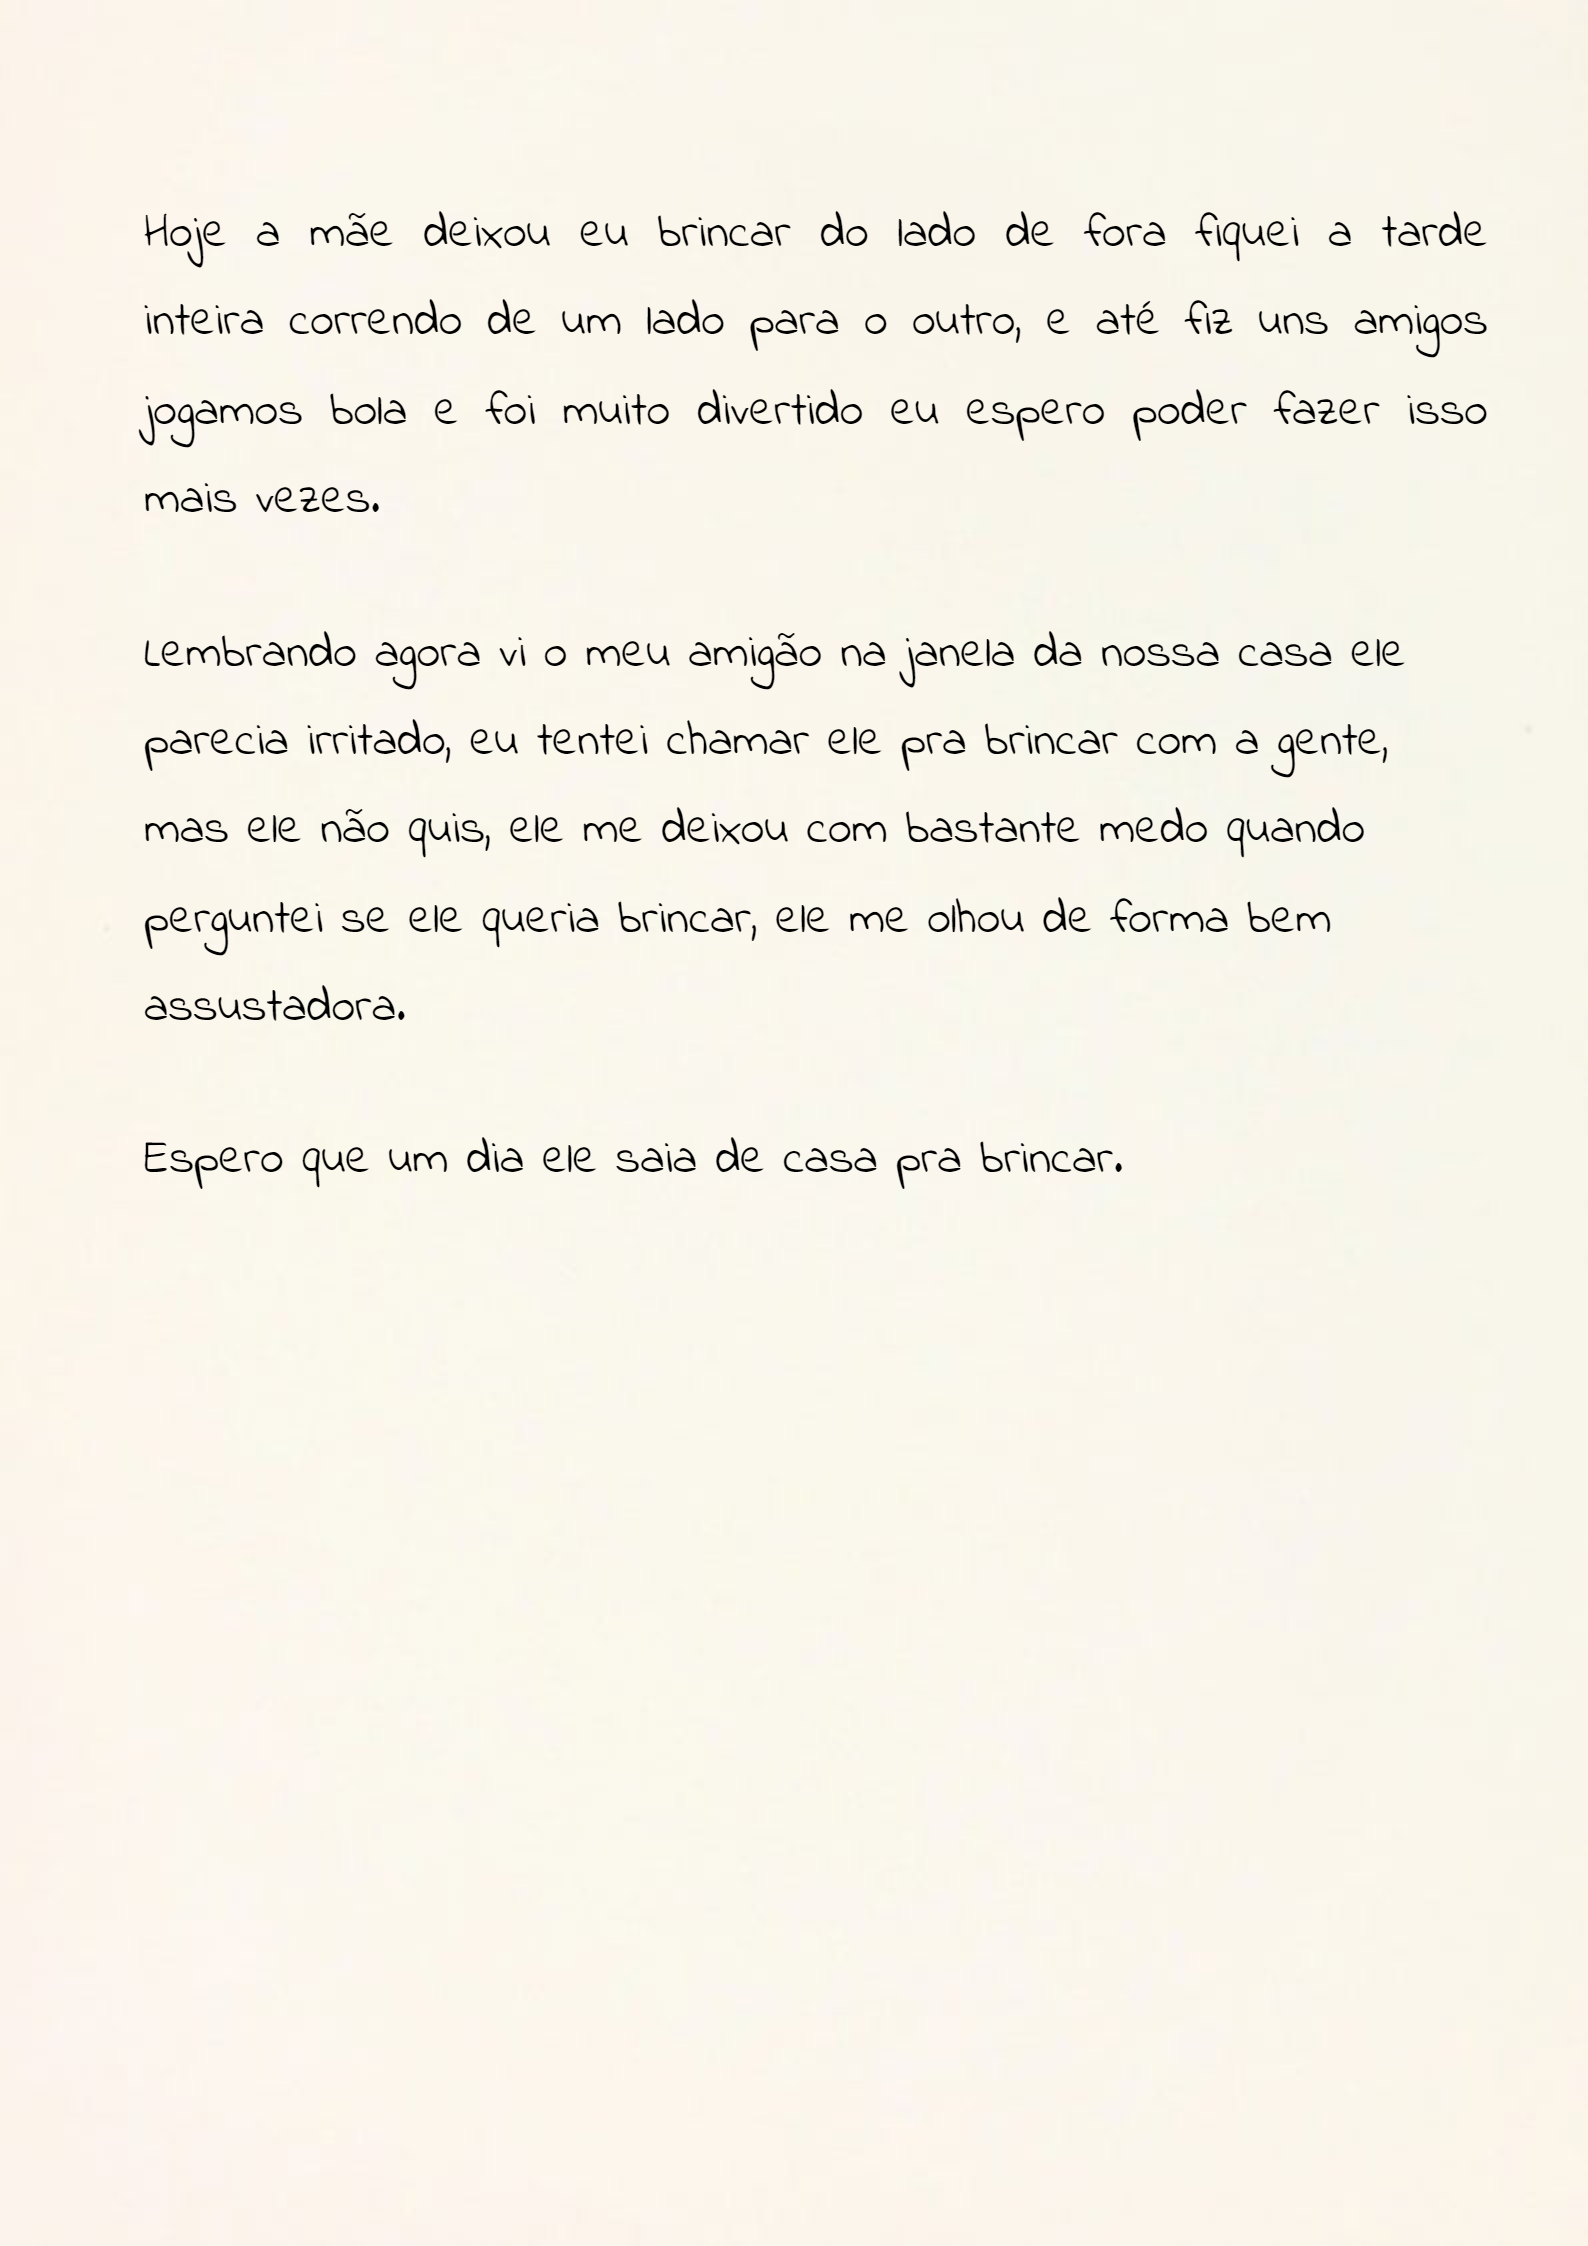 Hoje a mãe deixou eu brincar do lado de fora fiquei a tarde
inteira correndo de um lado para o outro, e até fiz uns amigos
jogamos bola e foi muito divertido eu espero poder fazer isso
mais vezes.
Lembrando agora vi o meu amigão na janela da nossa casa ele
parecia irritado, eu tentei chamar ele pra brincar com a gente,
mas ele não quis, ele me deixou com bastante medo quando
perguntei se ele queria brincar, ele me olhou de forma bem
assustadora.
Espero que um dia ele saia de casa pra brincar.